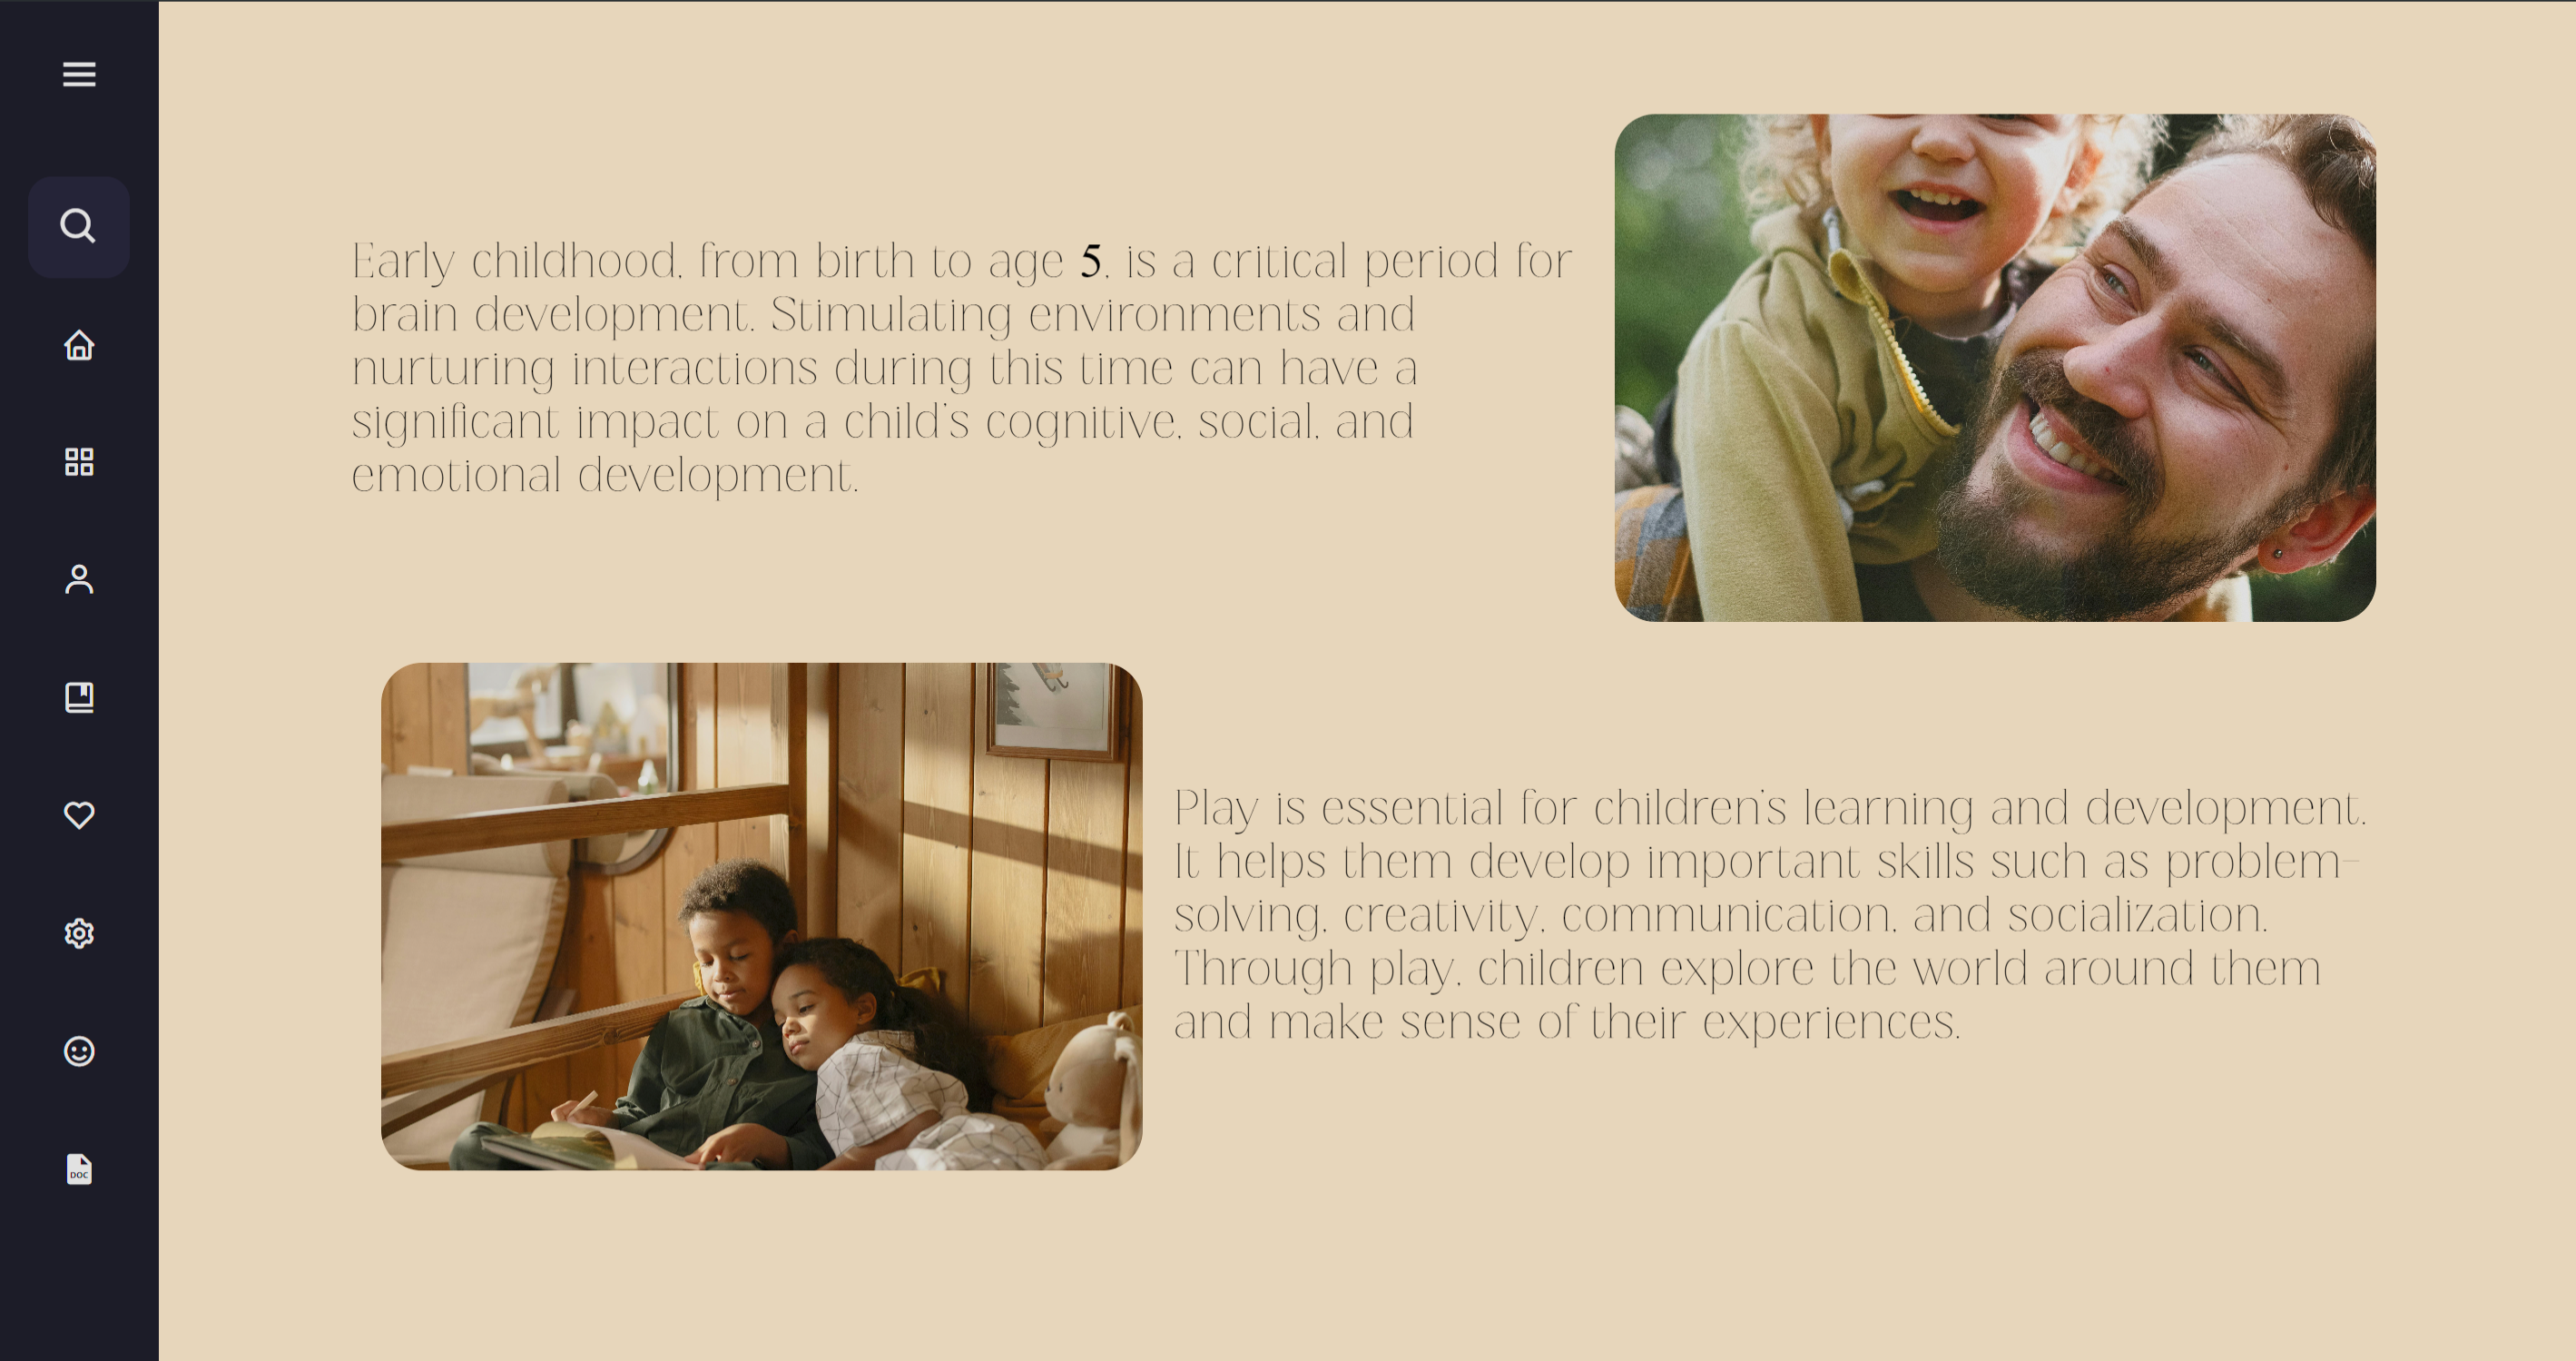 Early childhood, from birth to age 5, is a critical period for
brain development. Stimulating environments and
nurturing interactions during this time can have a
significant impact on a child's cognitive, social, and
emotional development.
Play is essential for children's learning and development.
It helps them develop important skills such as problem-
solving, creativity, communication, and socialization.
Through play, children explore the world around them
and make sense of their experiences.
DOC